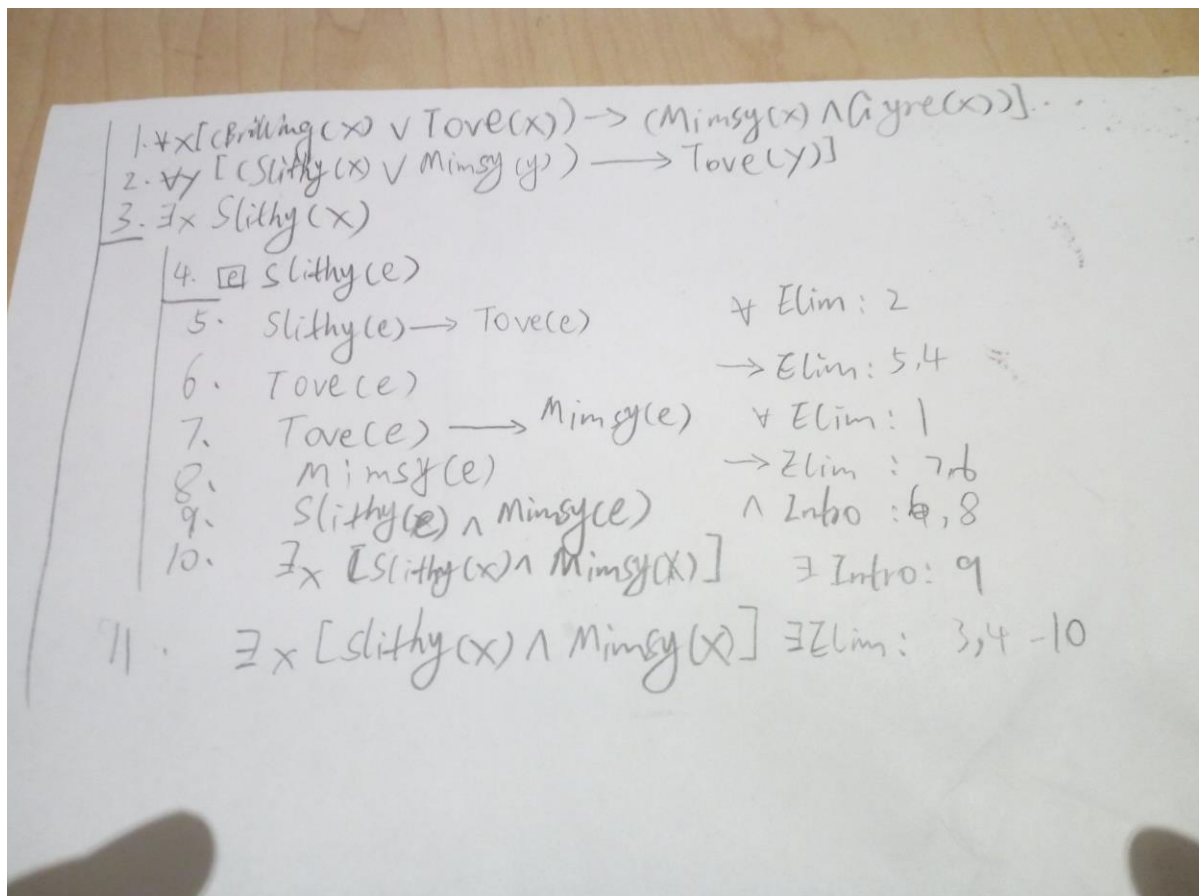 1. ∀x[(Brilling(x) ∨ Tove(x)) → (Mimsy(x) ∧ Gyre(x))]...
2. ∀y [(Slithy(x) ∨ Mimsy(y)) → Tove(y)]
3. ∃x Slithy(x)
4. [e] Slithy(e)
5. Slithy(e) → Tove(e) ∀ Elim: 2
6. Tove(e) → Elim: 5,4
7. Tove(e) → Mimsy(e) ∀ Elim: 1
8. Mimsy(e) → Elim : 7,6
9. Slithy(e) ∧ Mimsy(e) ∧ Intro : , 8
10. ∃x [Slithy(x) ∧ Mimsy(x)] ∃ Intro: 9
11. ∃x [Slithy(x) ∧ Mimsy(x)] ∃ Elim: 3,4-10